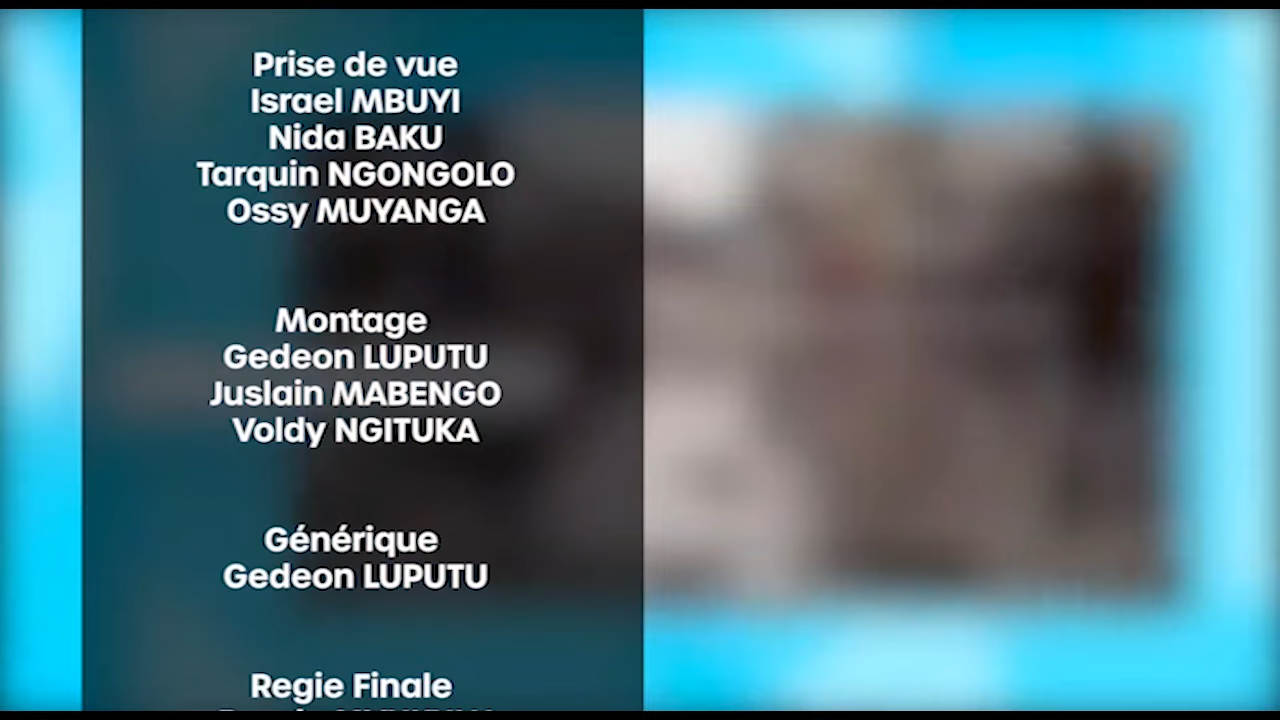 Prise de vue
Israel MBUYI
Nida BAKU
Tarquin NGONGOLO
Ossy MUYANGA
Montage
Gedeon LUPUTU
Juslain MABENGO
Voldy NGITUKA
Générique
Gedeon LUPUTU
Regie Finale